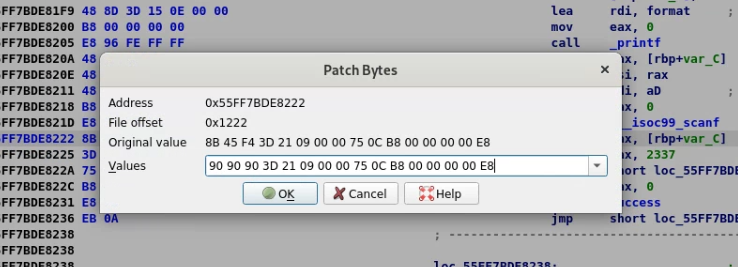 FF7BDE81F9 48 8D 3D 15 0E 00 00 lea rdi, format ;
FF7BDE8200 B8 00 00 00 00 mov eax, 0
FF7BDE8205 E8 96 FE FF FF call _printf
FF7BDE820A 48 ax, [rbp+var_C]
FF7BDE820E 48 si, rax
FF7BDE8211 48 di, aD ;
FF7BDE8218 B8 ax, 0
FF7BDE821D E8 _isoc99_scanf
FF7BDE8222 8B ax, [rbp+var_C]
FF7BDE8225 3D ax, 2337
FF7BDE822A 75 hort loc_55FF7BDE
FF7BDE822C B8 ax, 0
FF7BDE8231 E8 uccess
FF7BDE8236 EB 0A jmp short loc_55FF7BDE
FF7BDE8238 ; --------------------
FF7BDE8238
FF7BDE8238 loc_55FF7BDE8238: ;
Patch Bytes
Address 0x55FF7BDE8222
File offset 0x1222
Original value 8B 45 F4 3D 21 09 00 00 75 0C B8 00 00 00 00 E8
Values 90 90 90 3D 21 09 00 00 75 0C B8 00 00 00 00 E8
OK Cancel Help